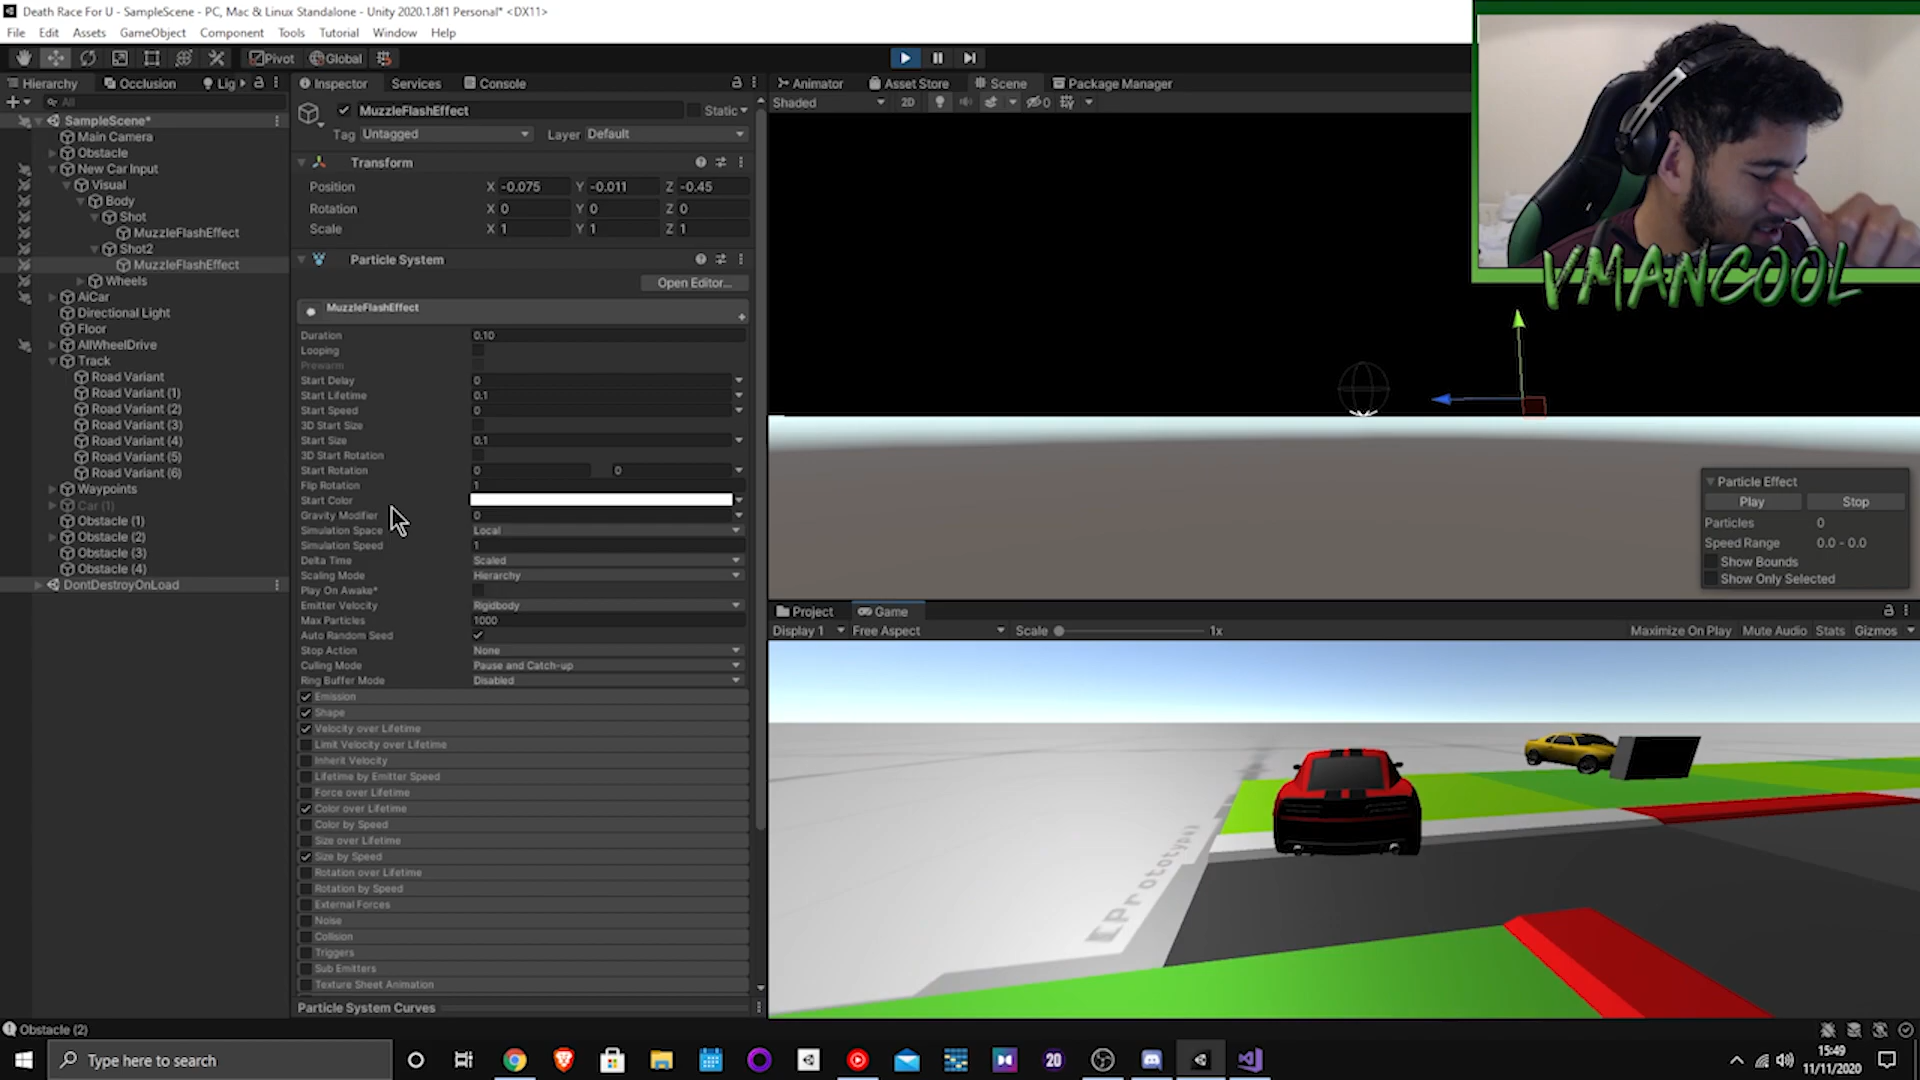 Death Race For U - SampleScene - PC, Mac & Linux Standalone - Unity 2020.1.8f1 Personal* <DX11>
File Edit Assets GameObject Component Tools Tutorial Window Help
Pivot Global
Hierarchy Occlusion Lig
All
SampleScene*
Main Camera
Obstacle
New Car Input
Visual
Body
Shot
MuzzleFlashEffect
Shot2
MuzzleFlashEffect
Wheels
AiCar
Directional Light
Floor
AllWheelDrive
Track
Road Variant
Road Variant (1)
Road Variant (2)
Road Variant (3)
Road Variant (4)
Road Variant (5)
Road Variant (6)
Waypoints
Car (1)
Obstacle (1)
Obstacle (2)
Obstacle (3)
Obstacle (4)
DontDestroyOnLoad
Inspector Services Console
MuzzleFlashEffect Static
Tag Untagged Layer Default
Transform
Position X -0.075 Y -0.011 Z -0.45
Rotation X 0 Y 0 Z 0
Scale X 1 Y 1 Z 1
Particle System
Open Editor...
MuzzleFlashEffect
Duration 0.10
Looping
Prewarm
Start Delay 0
Start Lifetime 0.1
Start Speed 0
3D Start Size
Start Size 0.1
3D Start Rotation
Start Rotation 0 0
Flip Rotation 1
Start Color
Gravity Modifier 0
Simulation Space Local
Simulation Speed 1
Delta Time Scaled
Scaling Mode Hierarchy
Play On Awake*
Emitter Velocity Rigidbody
Max Particles 1000
Auto Random Seed
Stop Action None
Culling Mode Pause and Catch-up
Ring Buffer Mode Disabled
Emission
Shape
Velocity over Lifetime
Limit Velocity over Lifetime
Inherit Velocity
Lifetime by Emitter Speed
Force over Lifetime
Color over Lifetime
Color by Speed
Size over Lifetime
Size by Speed
Rotation over Lifetime
Rotation by Speed
External Forces
Noise
Collision
Triggers
Sub Emitters
Texture Sheet Animation
Particle System Curves
Animator Asset Store Scene Package Manager
Shaded 2D 0
VMANCOOL
Particle Effect
Play Stop
Particles 0
Speed Range 0.0 - 0.0
Show Bounds
Show Only Selected
Project Game
Display 1 Free Aspect Scale 1x Maximize On Play Mute Audio Stats Gizmos
[Prototype]
Obstacle (2)
Type here to search
20
15:49
11/11/2020